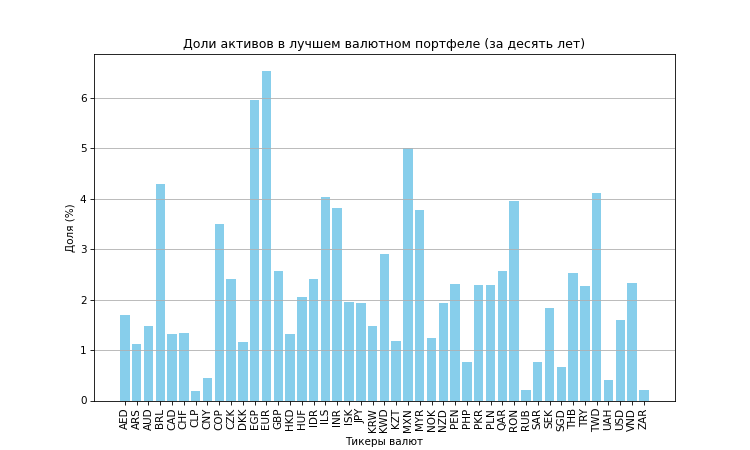 Доли активов в лучшем валютном портфеле (за десять лет)
Доля (%)
6
5
4
3
2
1
0
AED ARS AUD BRL CAD CHF CLP CNY COP CZK DKK EGP EUR GBP HKD HUF IDR ILS INR ISK JPY KRW KWD KZT MXN MYR NOK NZD PEN PHP PKR PLN QAR RON RUB SAR SEK SGD THB TRY TWD UAH USD VND ZAR
Тикеры валют